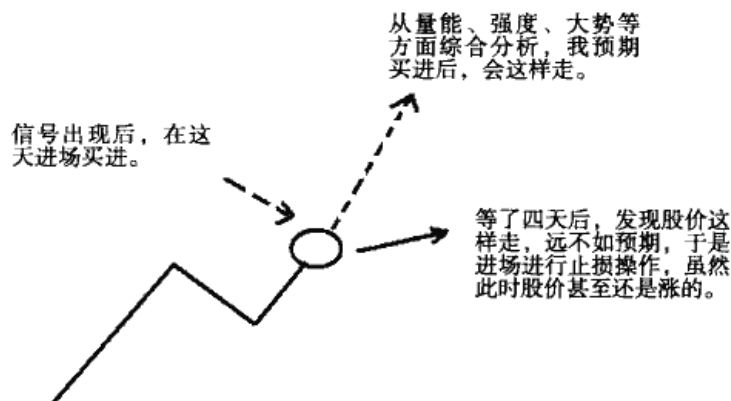 从量能、强度、大势等
方面综合分析，我预期
买进后，会这样走。
信号出现后，在这
天进场买进。
等了四天后，发现股价这
样走，远不如预期，于是
进场进行止损操作，虽然
此时股价甚至还是涨的。